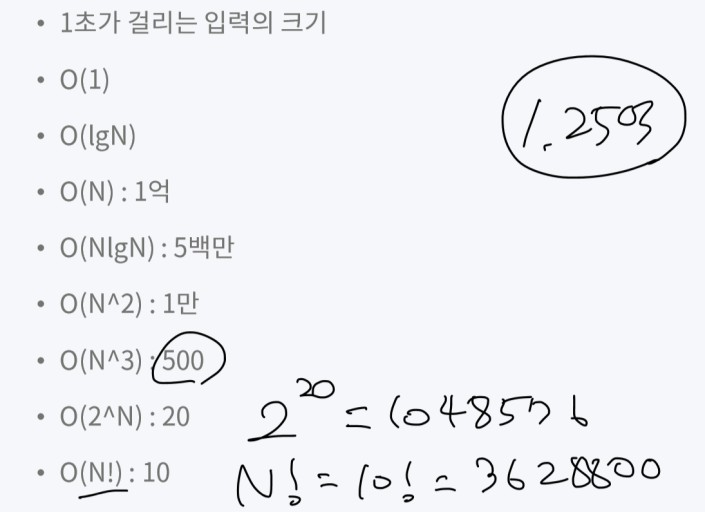 • 1초가 걸리는 입력의 크기
• O(1)
• O(lgN)
1.25억
• O(N) : 1억
• O(NlgN) : 5백만
• O(N^2) : 1만
• O(N^3) : 500
• O(2^N) : 20
2^20 = 1048576
• O(N!) : 10
N! = 10! = 3628800